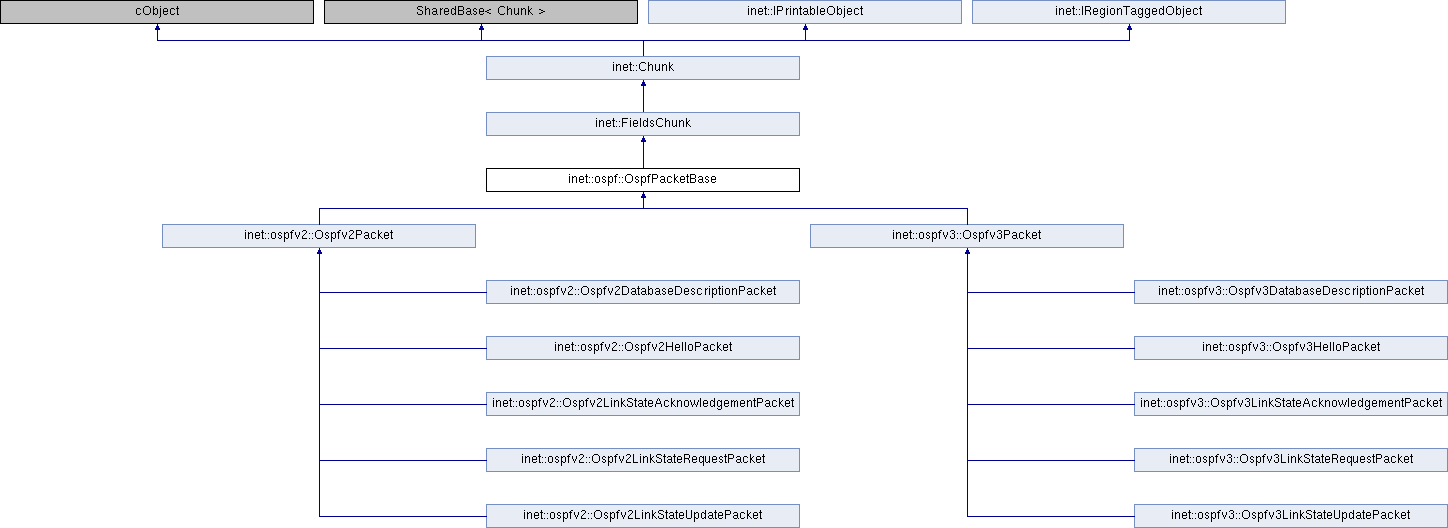 cObject
SharedBase< Chunk >
inet::IPrintableObject
inet::IRegionTaggedObject
inet::Chunk
inet::FieldsChunk
inet::ospf::OspfPacketBase
inet::ospfv2::Ospfv2Packet
inet::ospfv3::Ospfv3Packet
inet::ospfv2::Ospfv2DatabaseDescriptionPacket
inet::ospfv3::Ospfv3DatabaseDescriptionPacket
inet::ospfv2::Ospfv2HelloPacket
inet::ospfv3::Ospfv3HelloPacket
inet::ospfv2::Ospfv2LinkStateAcknowledgementPacket
inet::ospfv3::Ospfv3LinkStateAcknowledgementPacket
inet::ospfv2::Ospfv2LinkStateRequestPacket
inet::ospfv3::Ospfv3LinkStateRequestPacket
inet::ospfv2::Ospfv2LinkStateUpdatePacket
inet::ospfv3::Ospfv3LinkStateUpdatePacket